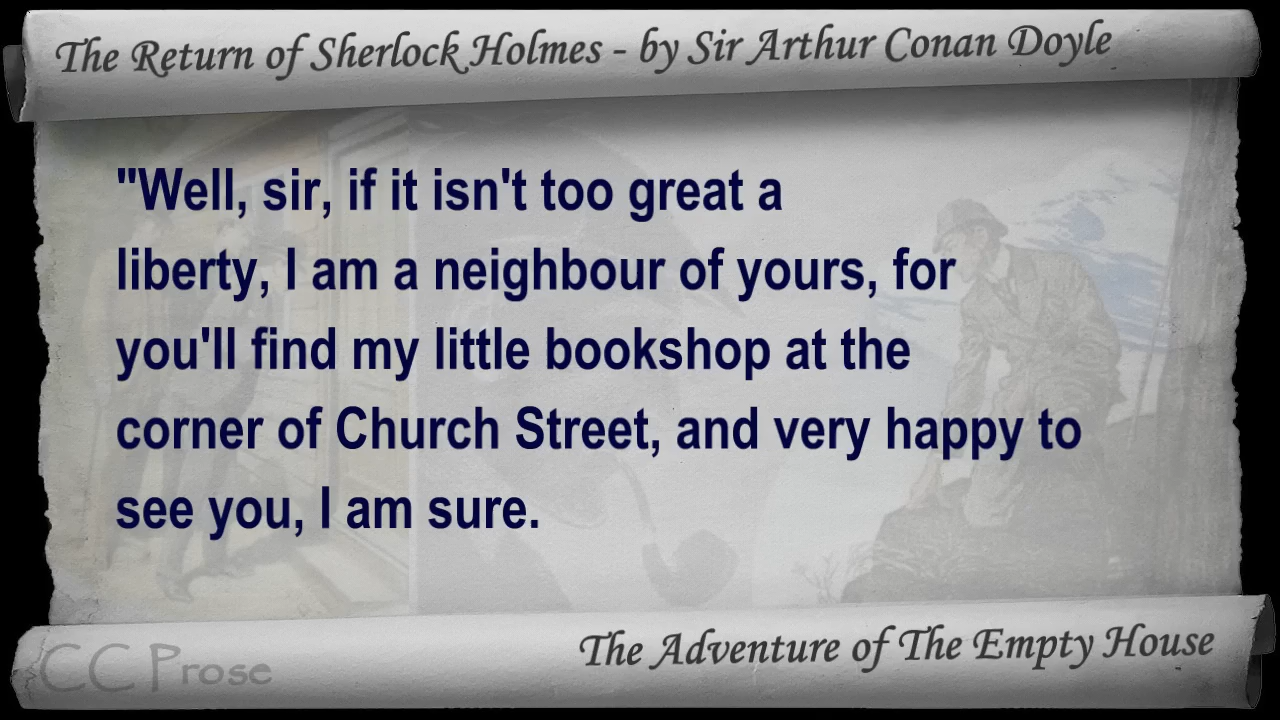 The Return of Sherlock Holmes - by Sir Arthur Conan Doyle
"Well, sir, if it isn't too great a
liberty, I am a neighbour of yours, for
you'll find my little bookshop at the
corner of Church Street, and very happy to
see you, I am sure.
The Adventure of The Empty House
CC Prose